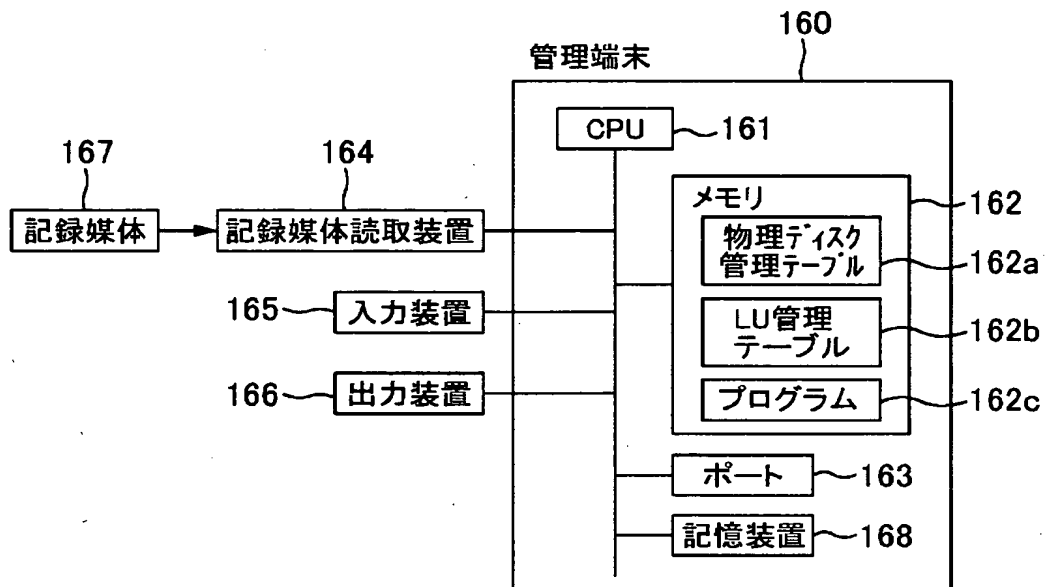 160
管理端末
CPU
161
167
164
記録媒体
記録媒体読取装置
メモリ
162
物理ディスク
管理テーブル
162a
165
入力装置
LU管理
テーブル
162b
166
出力装置
プログラム
162c
ポート
163
記憶装置
168